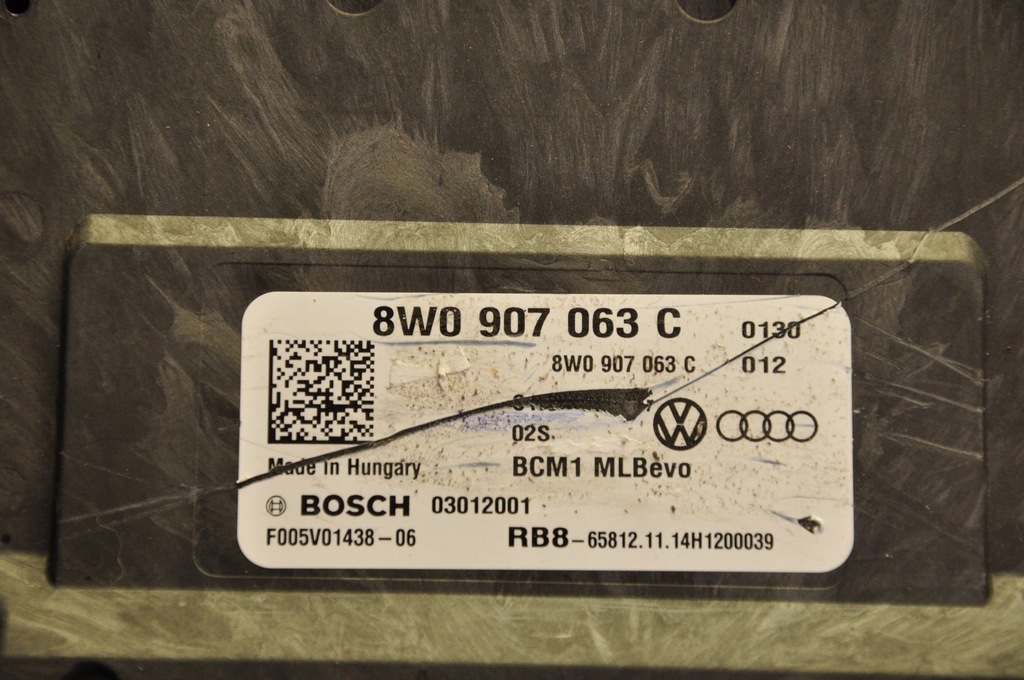 8W0 907 063 C 0130
8W0 907 063 C 012
02S
Made in Hungary BCM1 MLBevo
BOSCH 03012001
F005V01438-06 RB8-65812.11.14H1200039